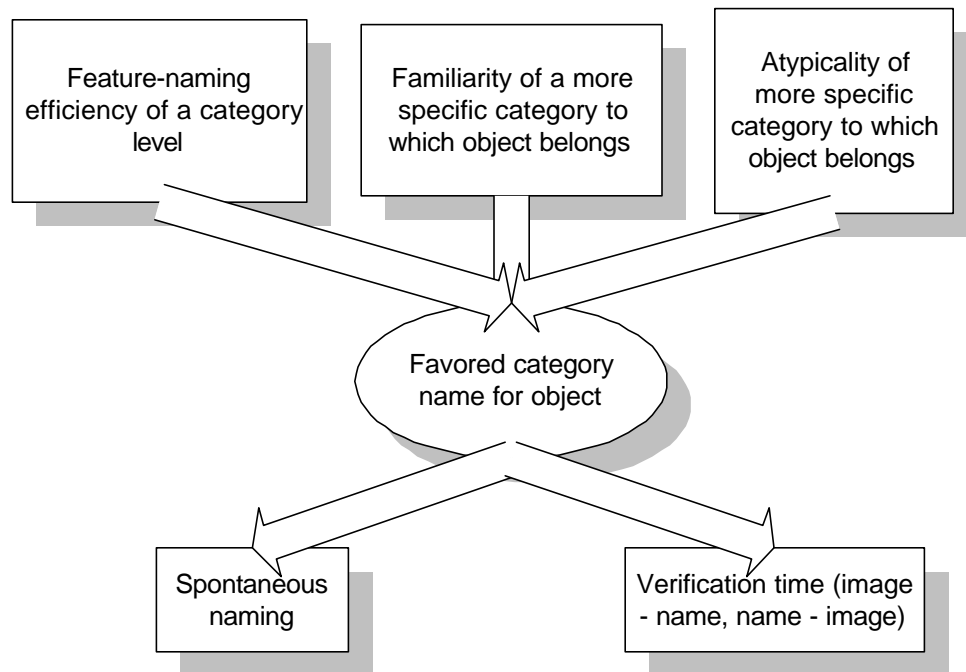 Feature-naming
efficiency of a category
level
Familiarity of a more
specific category to
which object belongs
Atypicality of
more specific
category to which
object belongs
Favored category
name for object
Spontaneous
naming
Verification time (image
- name, name - image)